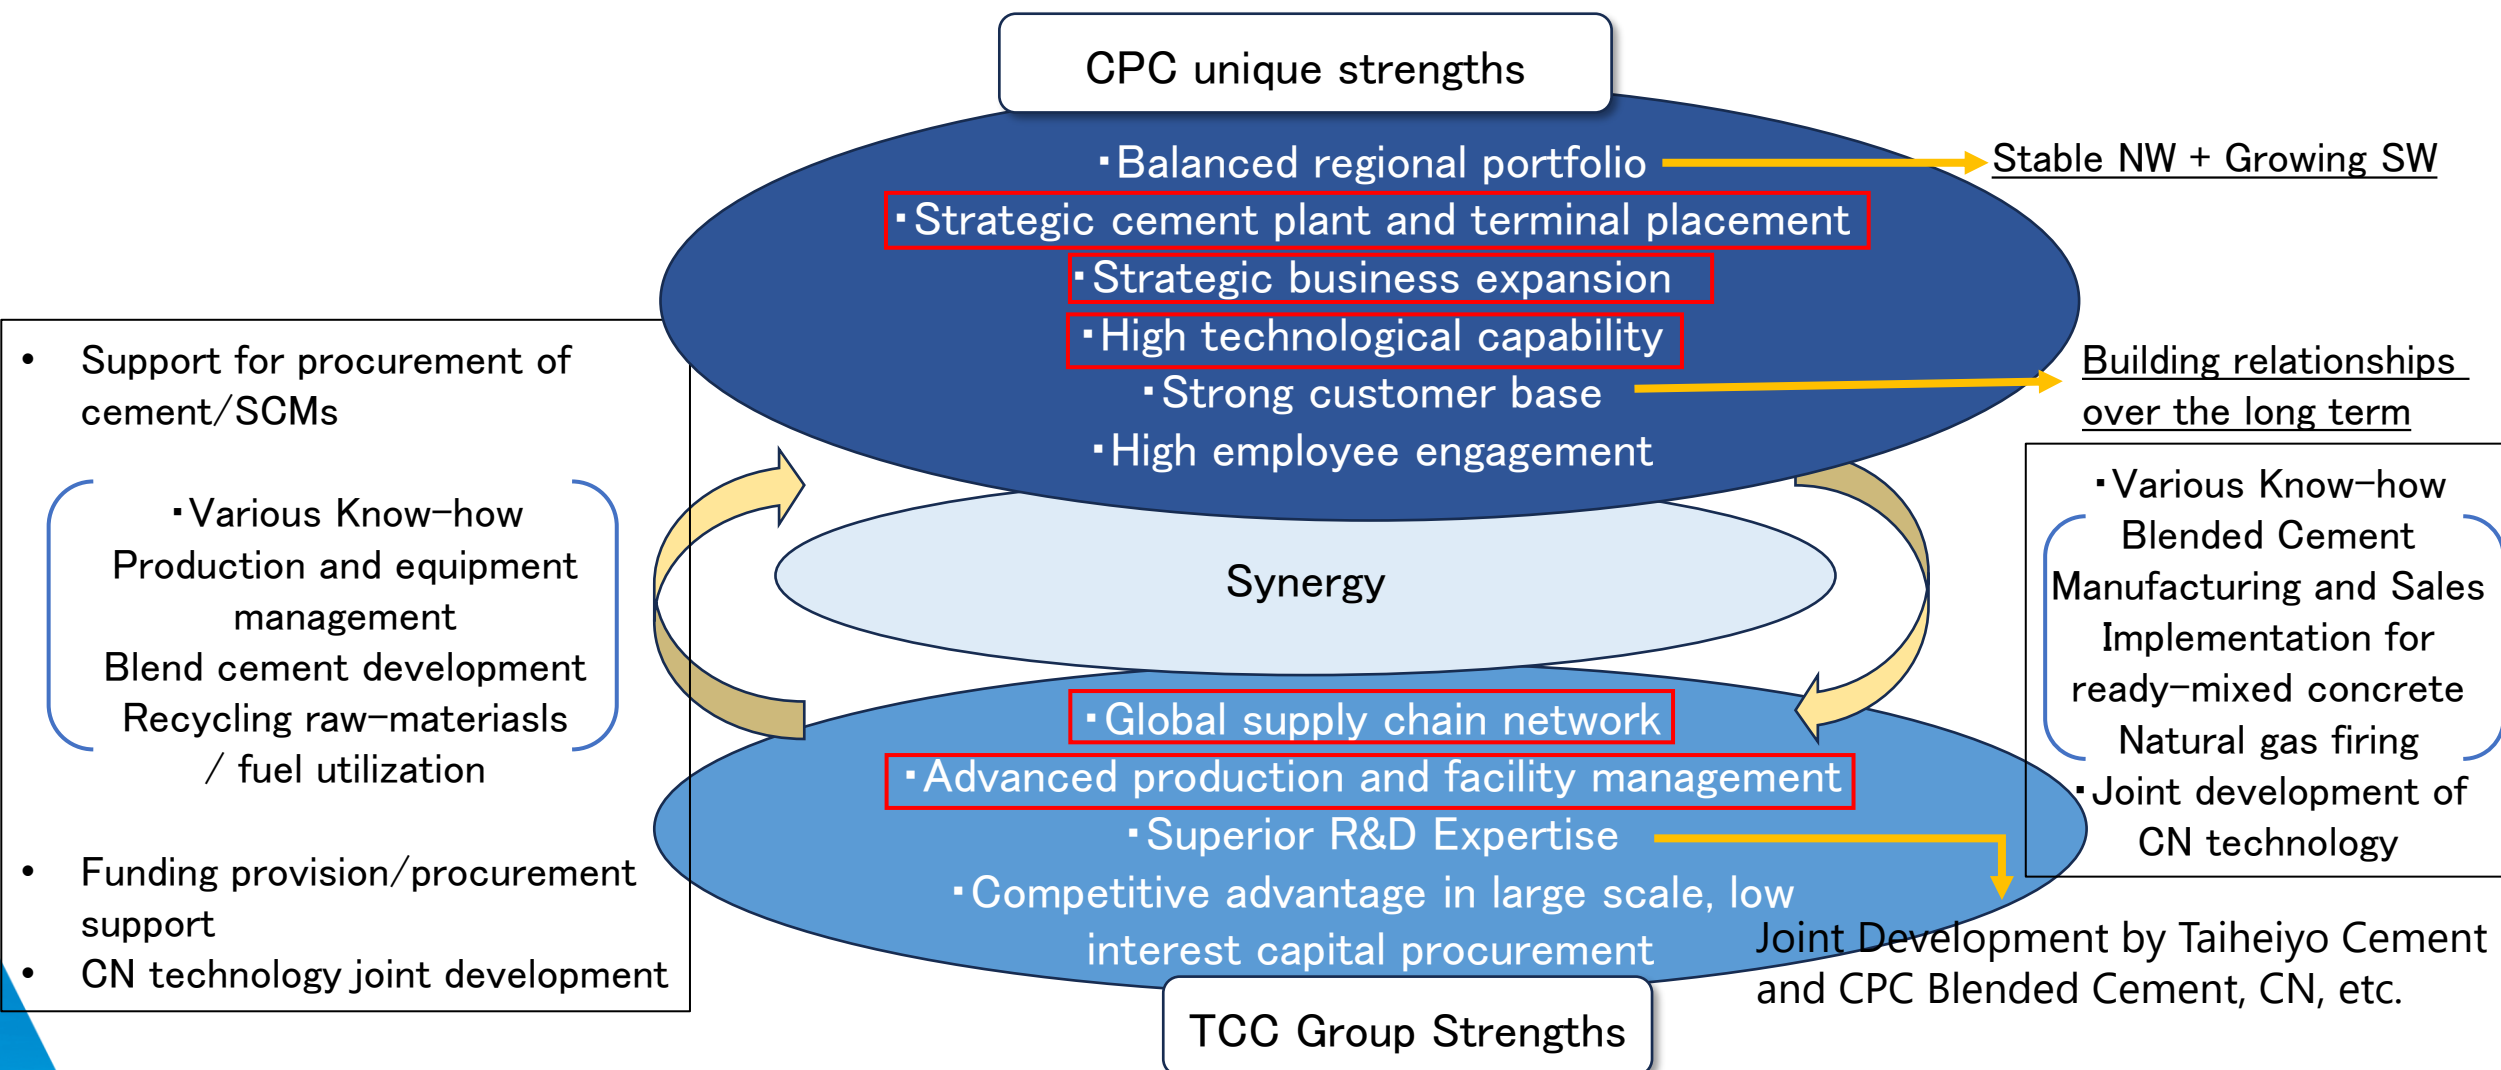 CPC unique strengths
・Balanced regional portfolio
Stable NW + Growing SW
・Strategic cement plant and terminal placement
・Strategic business expansion
・High technological capability
・Strong customer base
Building relationships
over the long term
・High employee engagement
• Support for procurement of
cement/SCMs
・Various Know-how
Production and equipment
management
Blend cement development
Recycling raw-materiasls
/ fuel utilization
• Funding provision/procurement
support
• CN technology joint development
Synergy
・Various Know-how
Blended Cement
Manufacturing and Sales
Implementation for
ready-mixed concrete
Natural gas firing
・Joint development of
CN technology
・Global supply chain network
・Advanced production and facility management
・Superior R&D Expertise
・Competitive advantage in large scale, low
interest capital procurement
Joint Development by Taiheiyo Cement
and CPC Blended Cement, CN, etc.
TCC Group Strengths